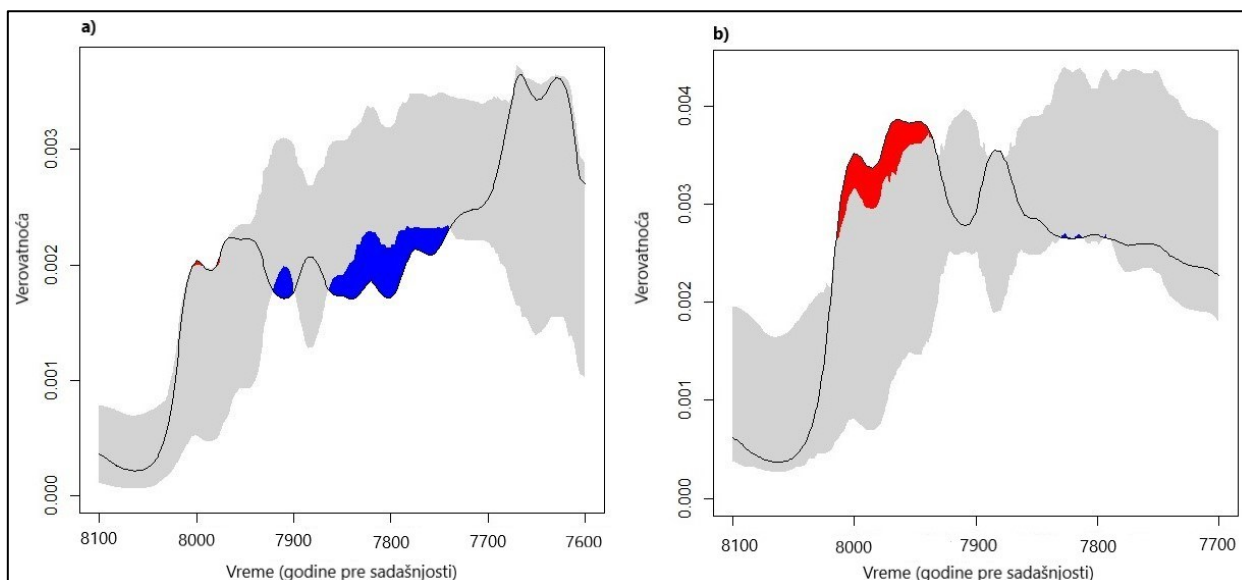 a)
Verovatnoća
0.003
0.002
0.001
0.000
8100 8000 7900 7800 7700 7600
Vreme (godine pre sadašnjosti)
b)
Verovatnoća
0.004
0.003
0.002
0.001
0.000
8100 8000 7900 7800 7700
Vreme (godine pre sadašnjosti)